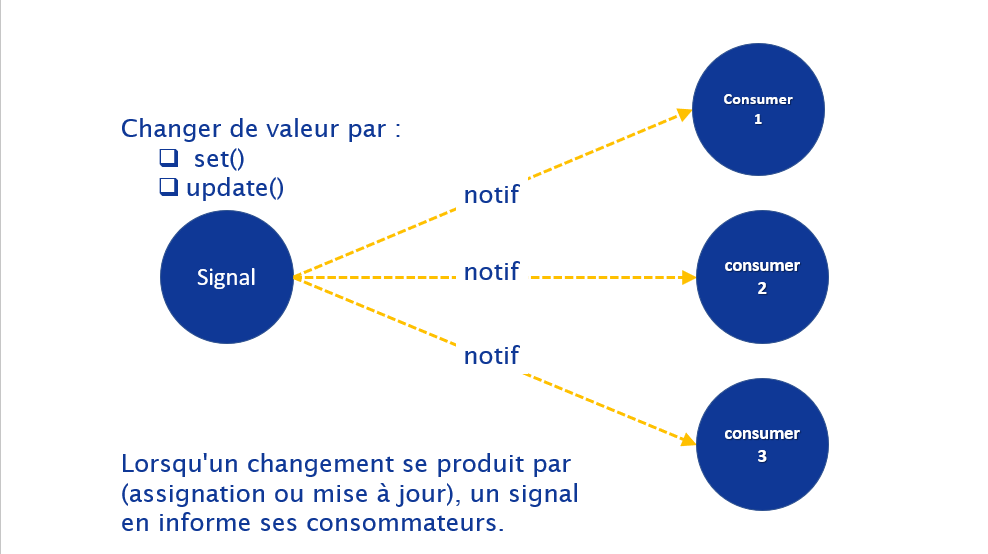 Changer de valeur par :
❑ set()
❑ update()
Signal
notif
notif
notif
Consumer
1
consumer
2
consumer
3
Lorsqu'un changement se produit par
(assignation ou mise à jour), un signal
en informe ses consommateurs.